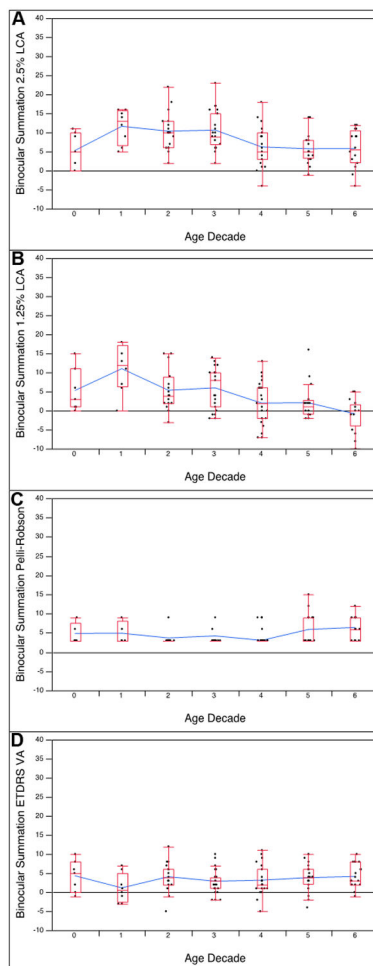 A
Binocular Summation 2.5% LCA
40
35
30
25
20
15
10
5
0
-5
-10
0 1 2 3 4 5 6
Age Decade
B
Binocular Summation 1.25% LCA
40
35
30
25
20
15
10
5
0
-5
-10
0 1 2 3 4 5 6
Age Decade
C
Binocular Summation Pelli-Robson
40
35
30
25
20
15
10
5
0
-5
-10
0 1 2 3 4 5 6
Age Decade
D
Binocular Summation ETDRS VA
40
35
30
25
20
15
10
5
0
-5
-10
0 1 2 3 4 5 6
Age Decade